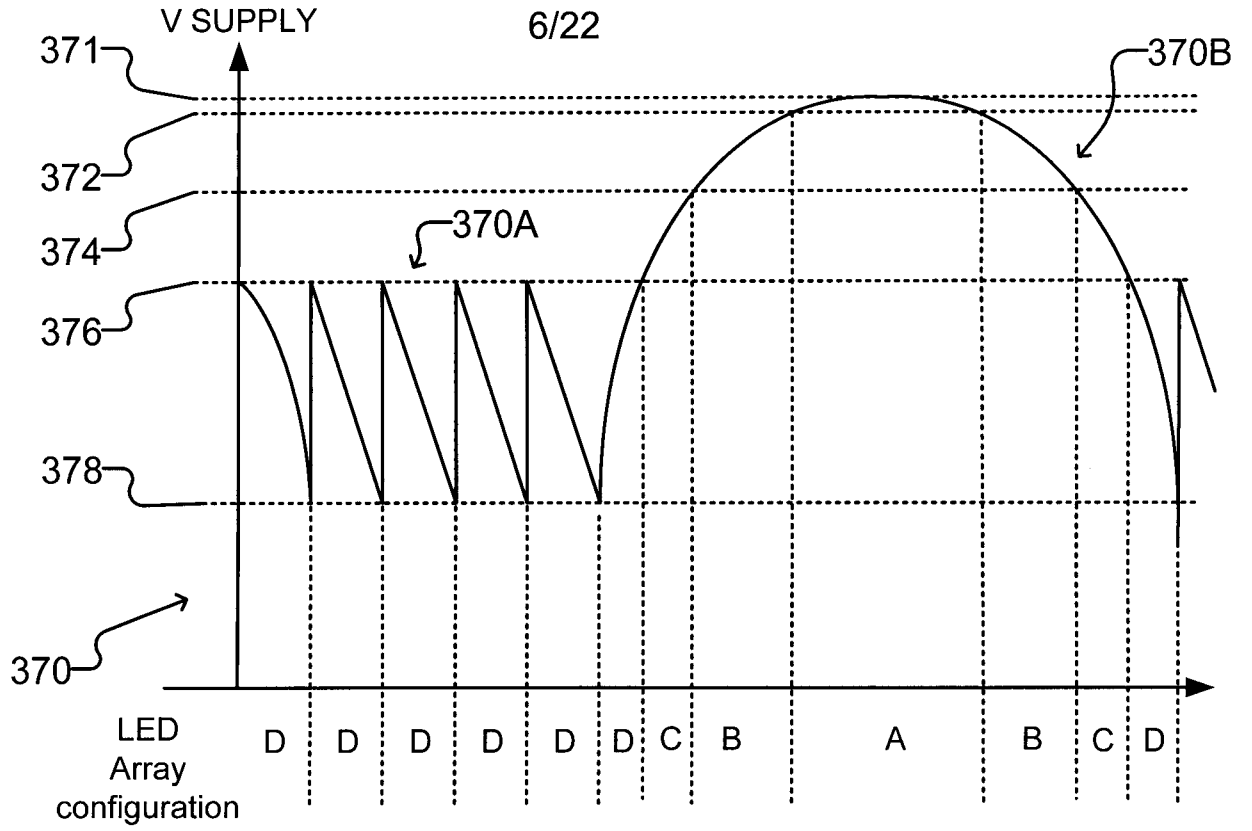 V SUPPLY
6/22
371
370B
372
374
370A
376
378
370
LED
Array
configuration
D D D D D D C B A B C D